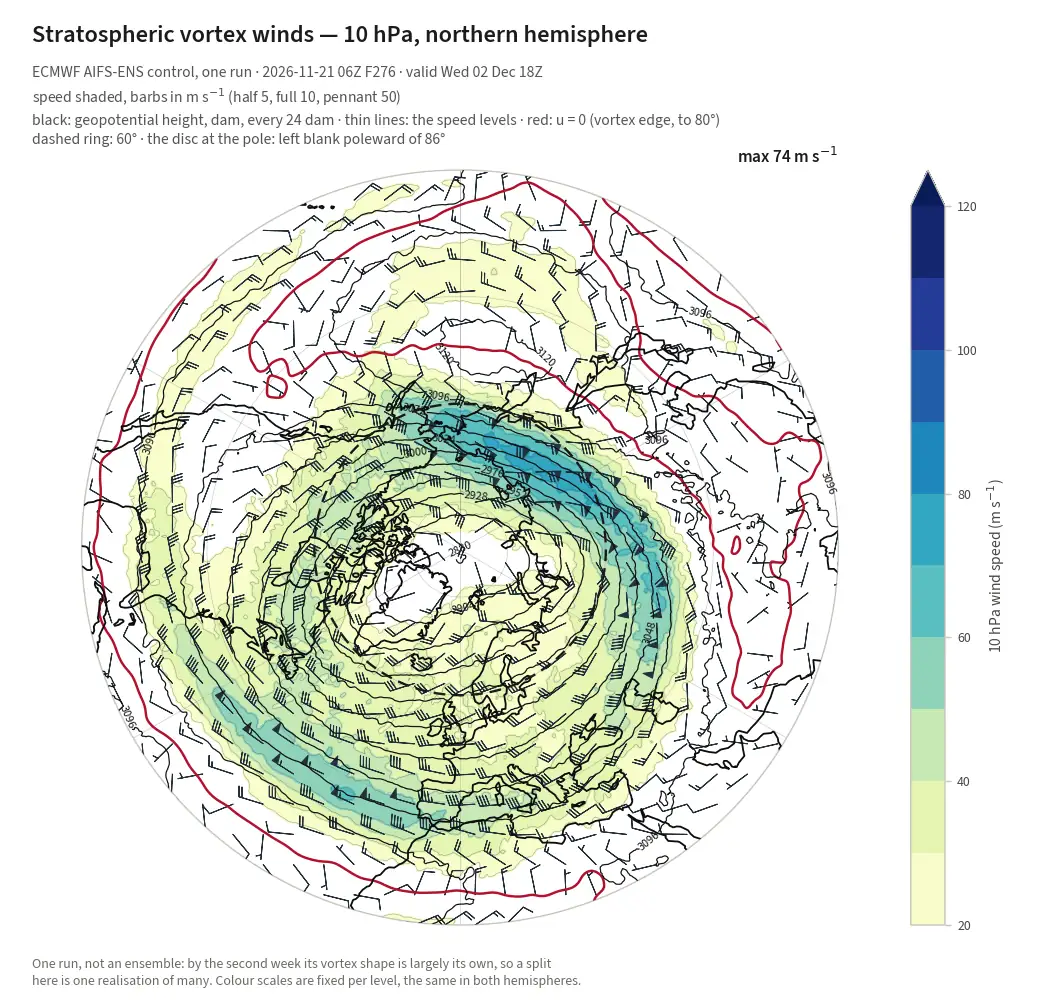 Stratospheric vortex winds — 10 hPa, northern hemisphere
ECMWF AIFS-ENS control, one run · 2026-11-21 06Z F276 · valid Wed 02 Dec 18Z
speed shaded, barbs in m s⁻¹ (half 5, full 10, pennant 50)
black: geopotential height, dam, every 24 dam · thin lines: the speed levels · red: u = 0 (vortex edge, to 80°)
dashed ring: 60° · the disc at the pole: left blank poleward of 86°
max 74 m s⁻¹
120
100
80
60
40
20
10 hPa wind speed (m s⁻¹)
3096
3120
3120
3096
3096
3000
2976
2928
3096
3048
3096
3096
One run, not an ensemble: by the second week its vortex shape is largely its own, so a split
here is one realisation of many. Colour scales are fixed per level, the same in both hemispheres.